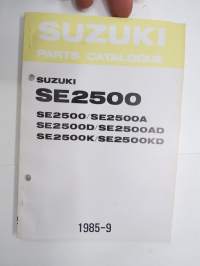 SUZUKI
PARTS CATALOGUE
SUZUKI
SE2500
SE2500/SE2500A
SE2500D/SE2500AD
SE2500K/SE2500KD
1985-9